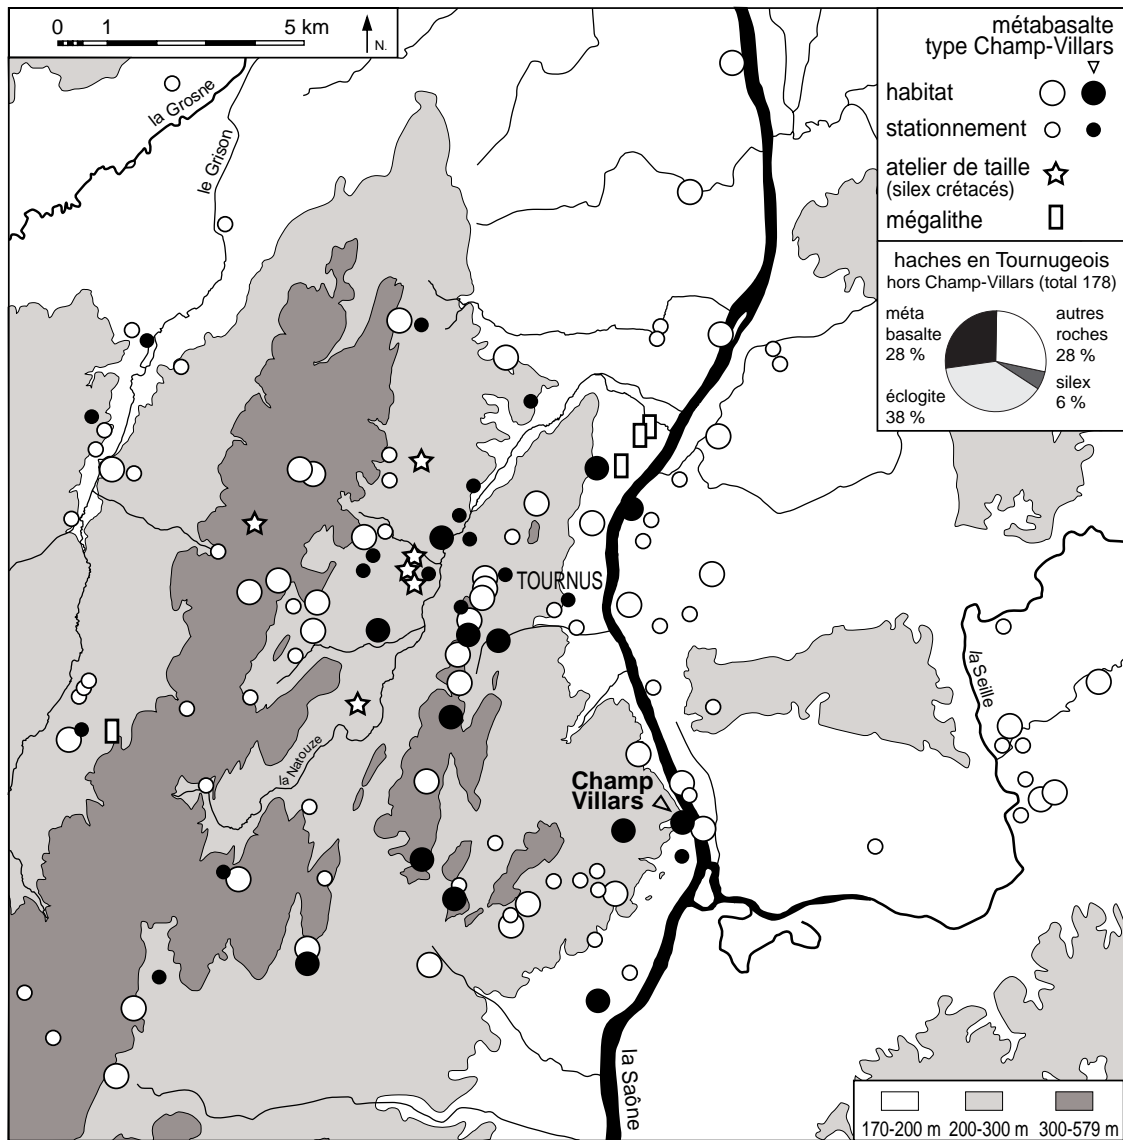 0 1 5 km
N.
la Grosne
le Grison
métabasalte
type Champ-Villars
habitat
stationnement
atelier de taille
(silex crétacés)
mégalithe
haches en Tournugeois
hors Champ-Villars (total 178)
méta
basalte
28 %
autres
roches
28 %
éclogite
38 %
silex
6 %
TOURNUS
la Seille
la Natouze
Champ
Villars
la Saône
170-200 m 200-300 m 300-579 m